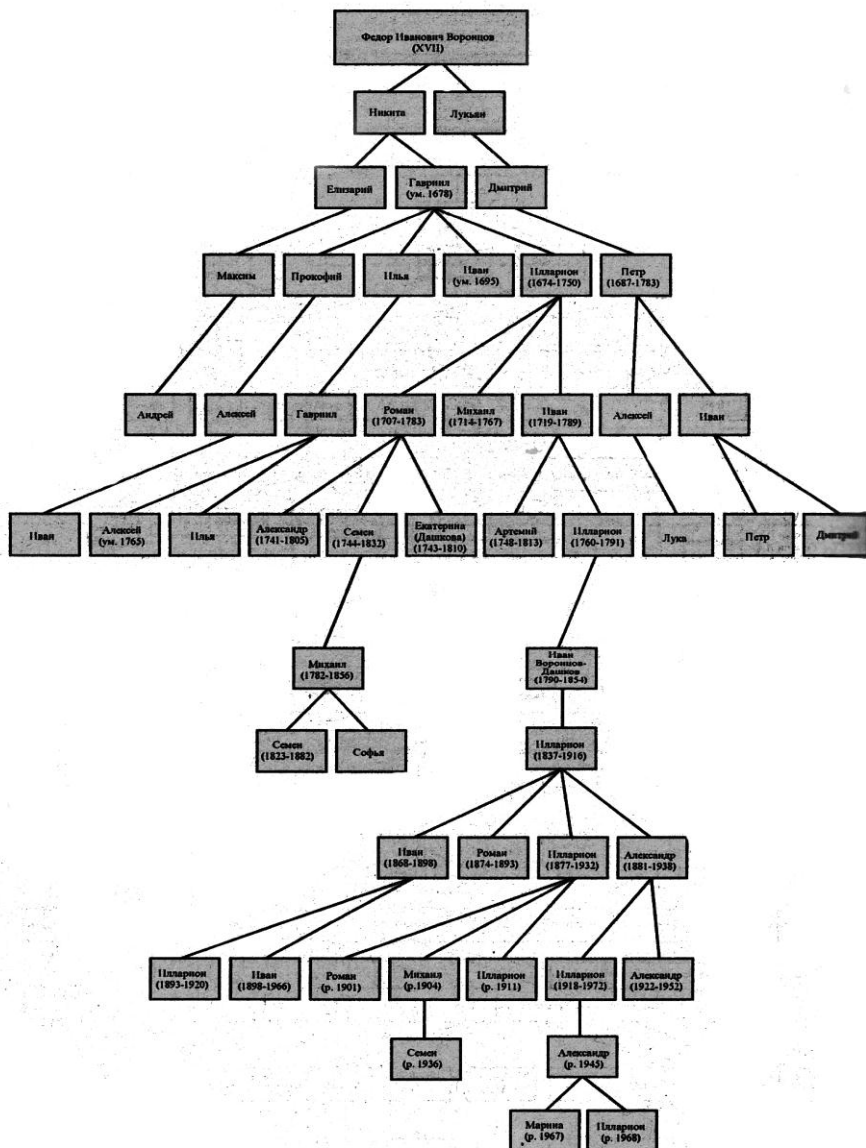 Федор Иванович Воронцов
(XVII)
Никита
Лукьян
Елизарий
Гавриил
(ум. 1678)
Дмитрий
Максим
Прокофий
Илья
Иван
(ум. 1695)
Илларион
(1674-1750)
Петр
(1687-1783)
Андрей
Алексей
Гавриил
Роман
(1707-1783)
Михаил
(1714-1767)
Иван
(1719-1789)
Алексей
Иван
Иван
Алексей
(ум. 1765)
Илья
Александр
(1741-1805)
Семен
(1744-1832)
Екатерина
(Дашкова)
(1743-1810)
Артемий
(1748-1813)
Илларион
(1760-1791)
Лука
Петр
Дмитрий
Михаил
(1782-1856)
Иван
Воронцов-
Дашков
(1790-1854)
Семен
(1823-1882)
Софья
Илларион
(1837-1916)
Иван
(1868-1898)
Роман
(1874-1893)
Илларион
(1877-1932)
Александр
(1881-1938)
Илларион
(1893-1920)
Иван
(1898-1966)
Роман
(р. 1901)
Михаил
(р.1904)
Илларион
(р. 1911)
Илларион
(1918-1972)
Александр
(1922-1952)
Семен
(р. 1936)
Александр
(р. 1945)
Марина
(р. 1967)
Илларион
(р. 1968)